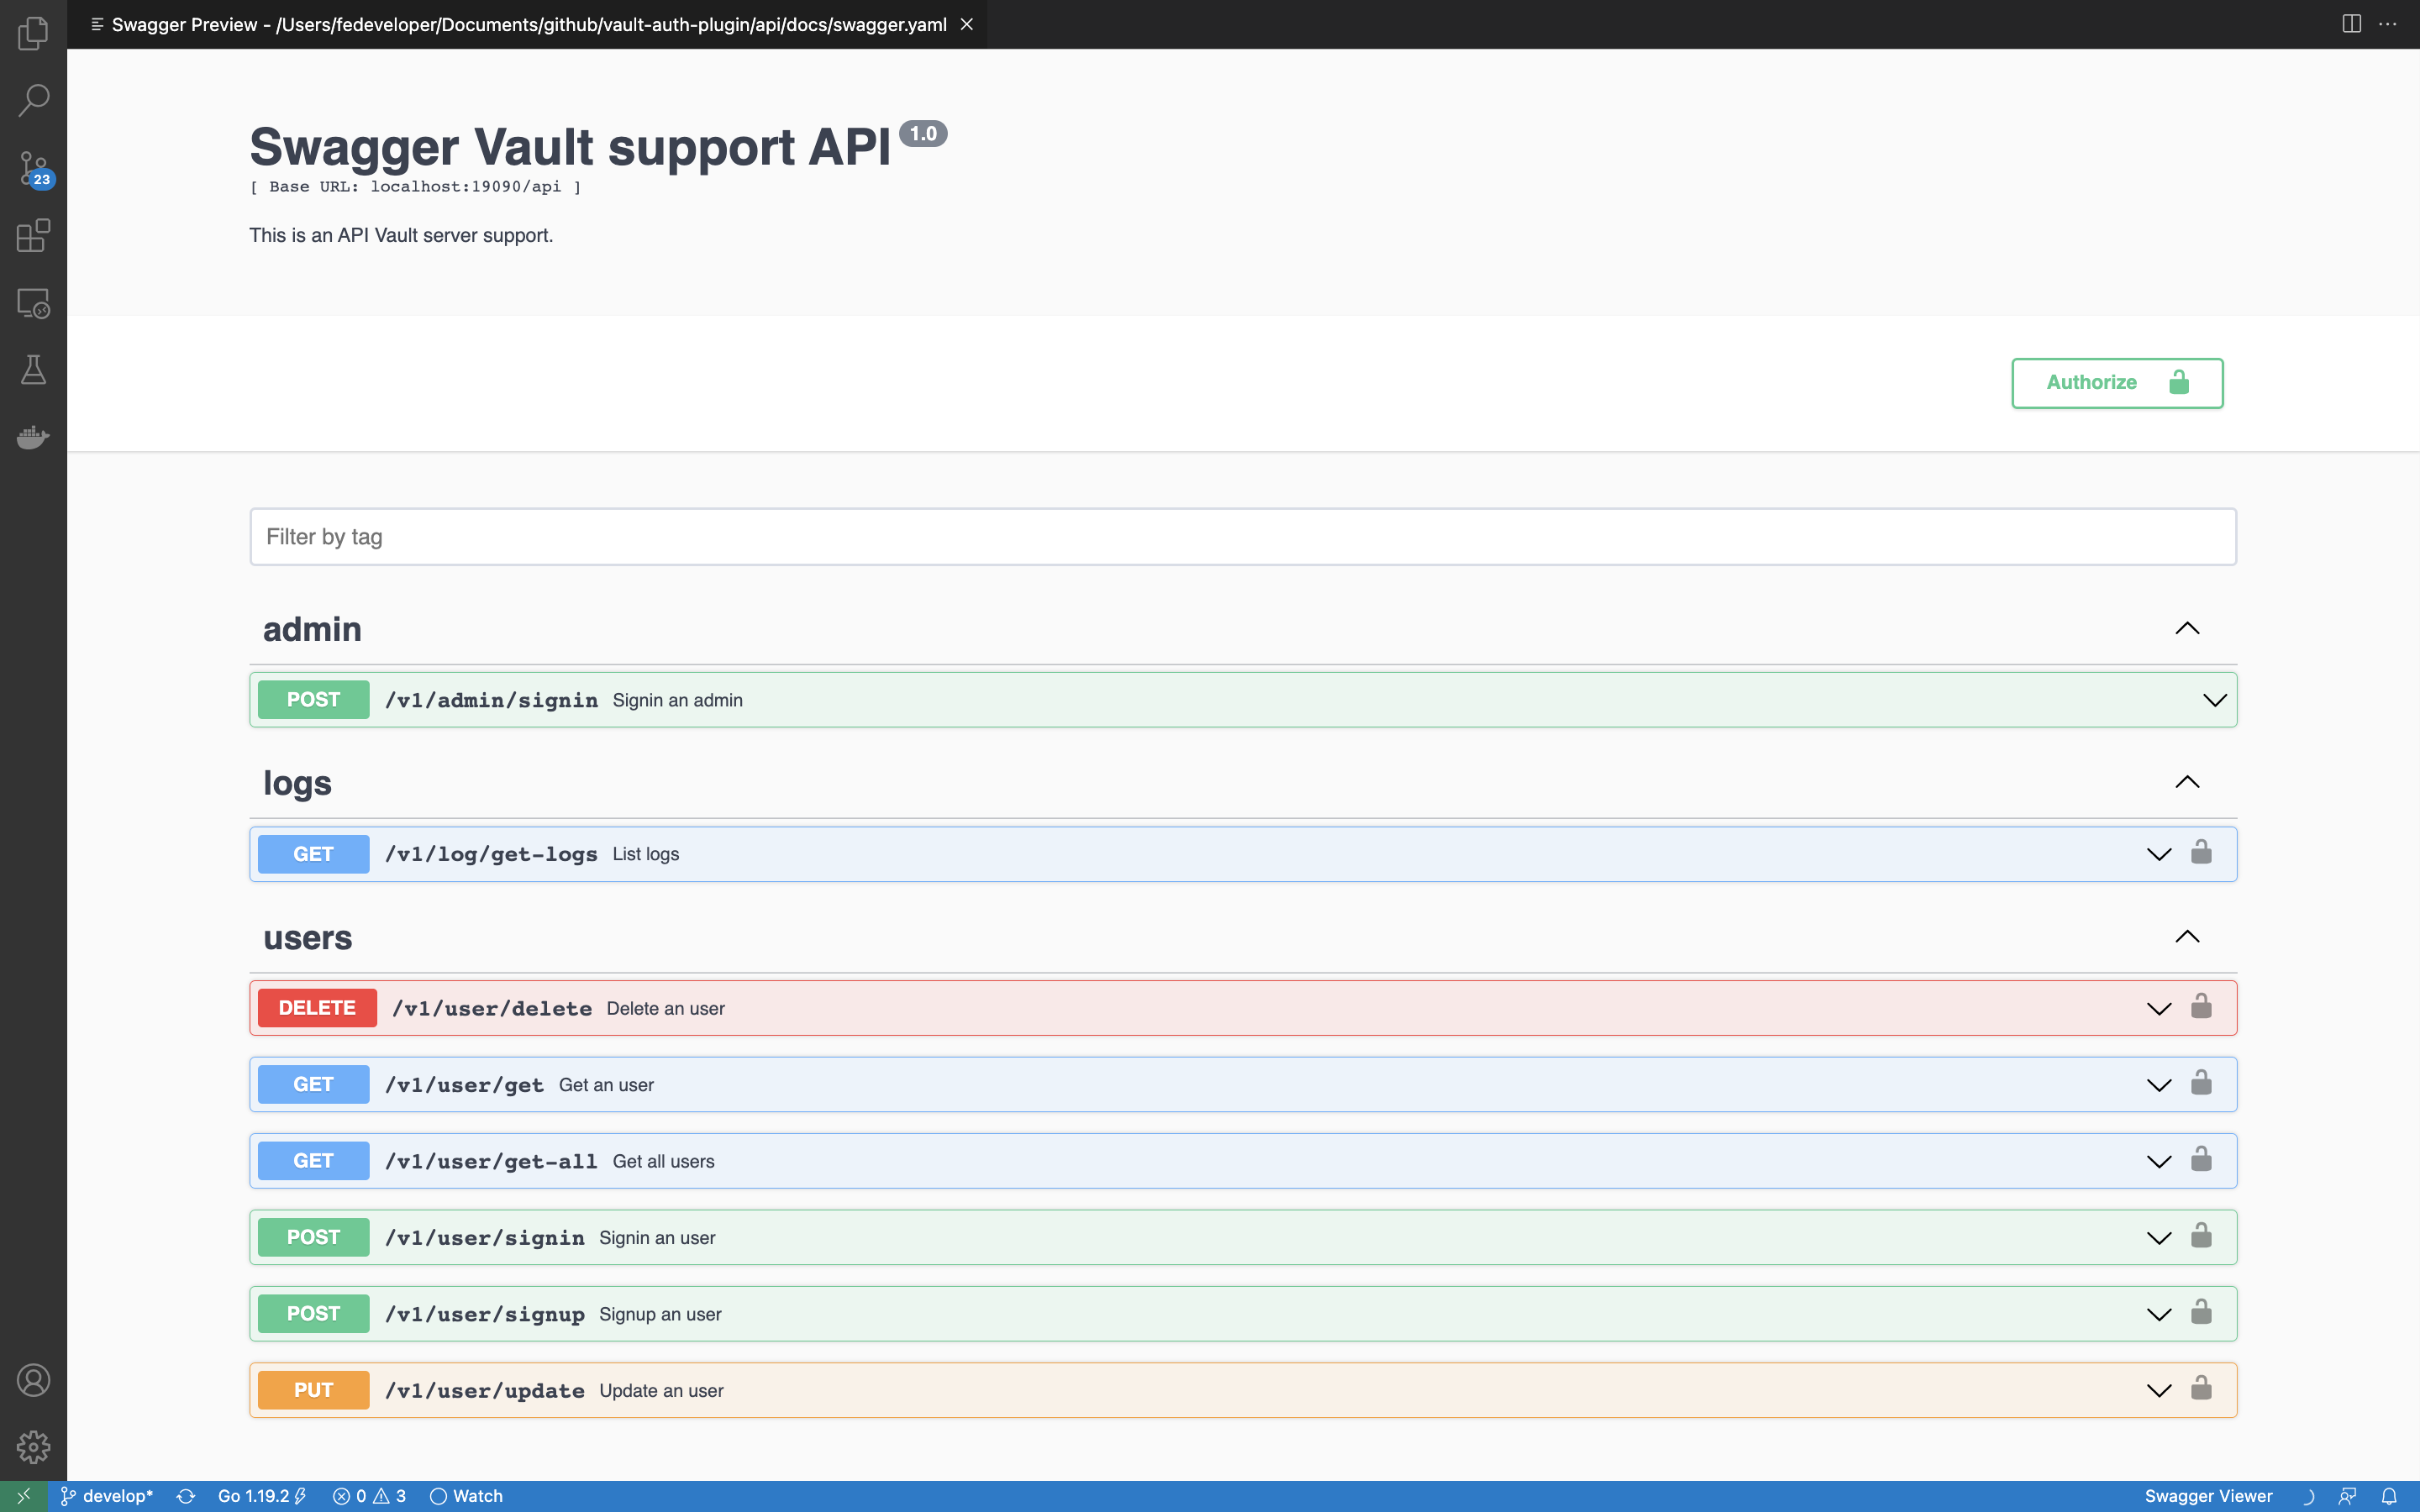 Swagger Preview - /Users/fedeveloper/Documents/github/vault-auth-plugin/api/docs/swagger.yaml
23
Swagger Vault support API 1.0
[ Base URL: localhost:19090/api ]
This is an API Vault server support.
Authorize
Filter by tag
admin
POST /v1/admin/signin Signin an admin
logs
GET /v1/log/get-logs List logs
users
DELETE /v1/user/delete Delete an user
GET /v1/user/get Get an user
GET /v1/user/get-all Get all users
POST /v1/user/signin Signin an user
POST /v1/user/signup Signup an user
PUT /v1/user/update Update an user
develop* Go 1.19.2 0 3 Watch Swagger Viewer